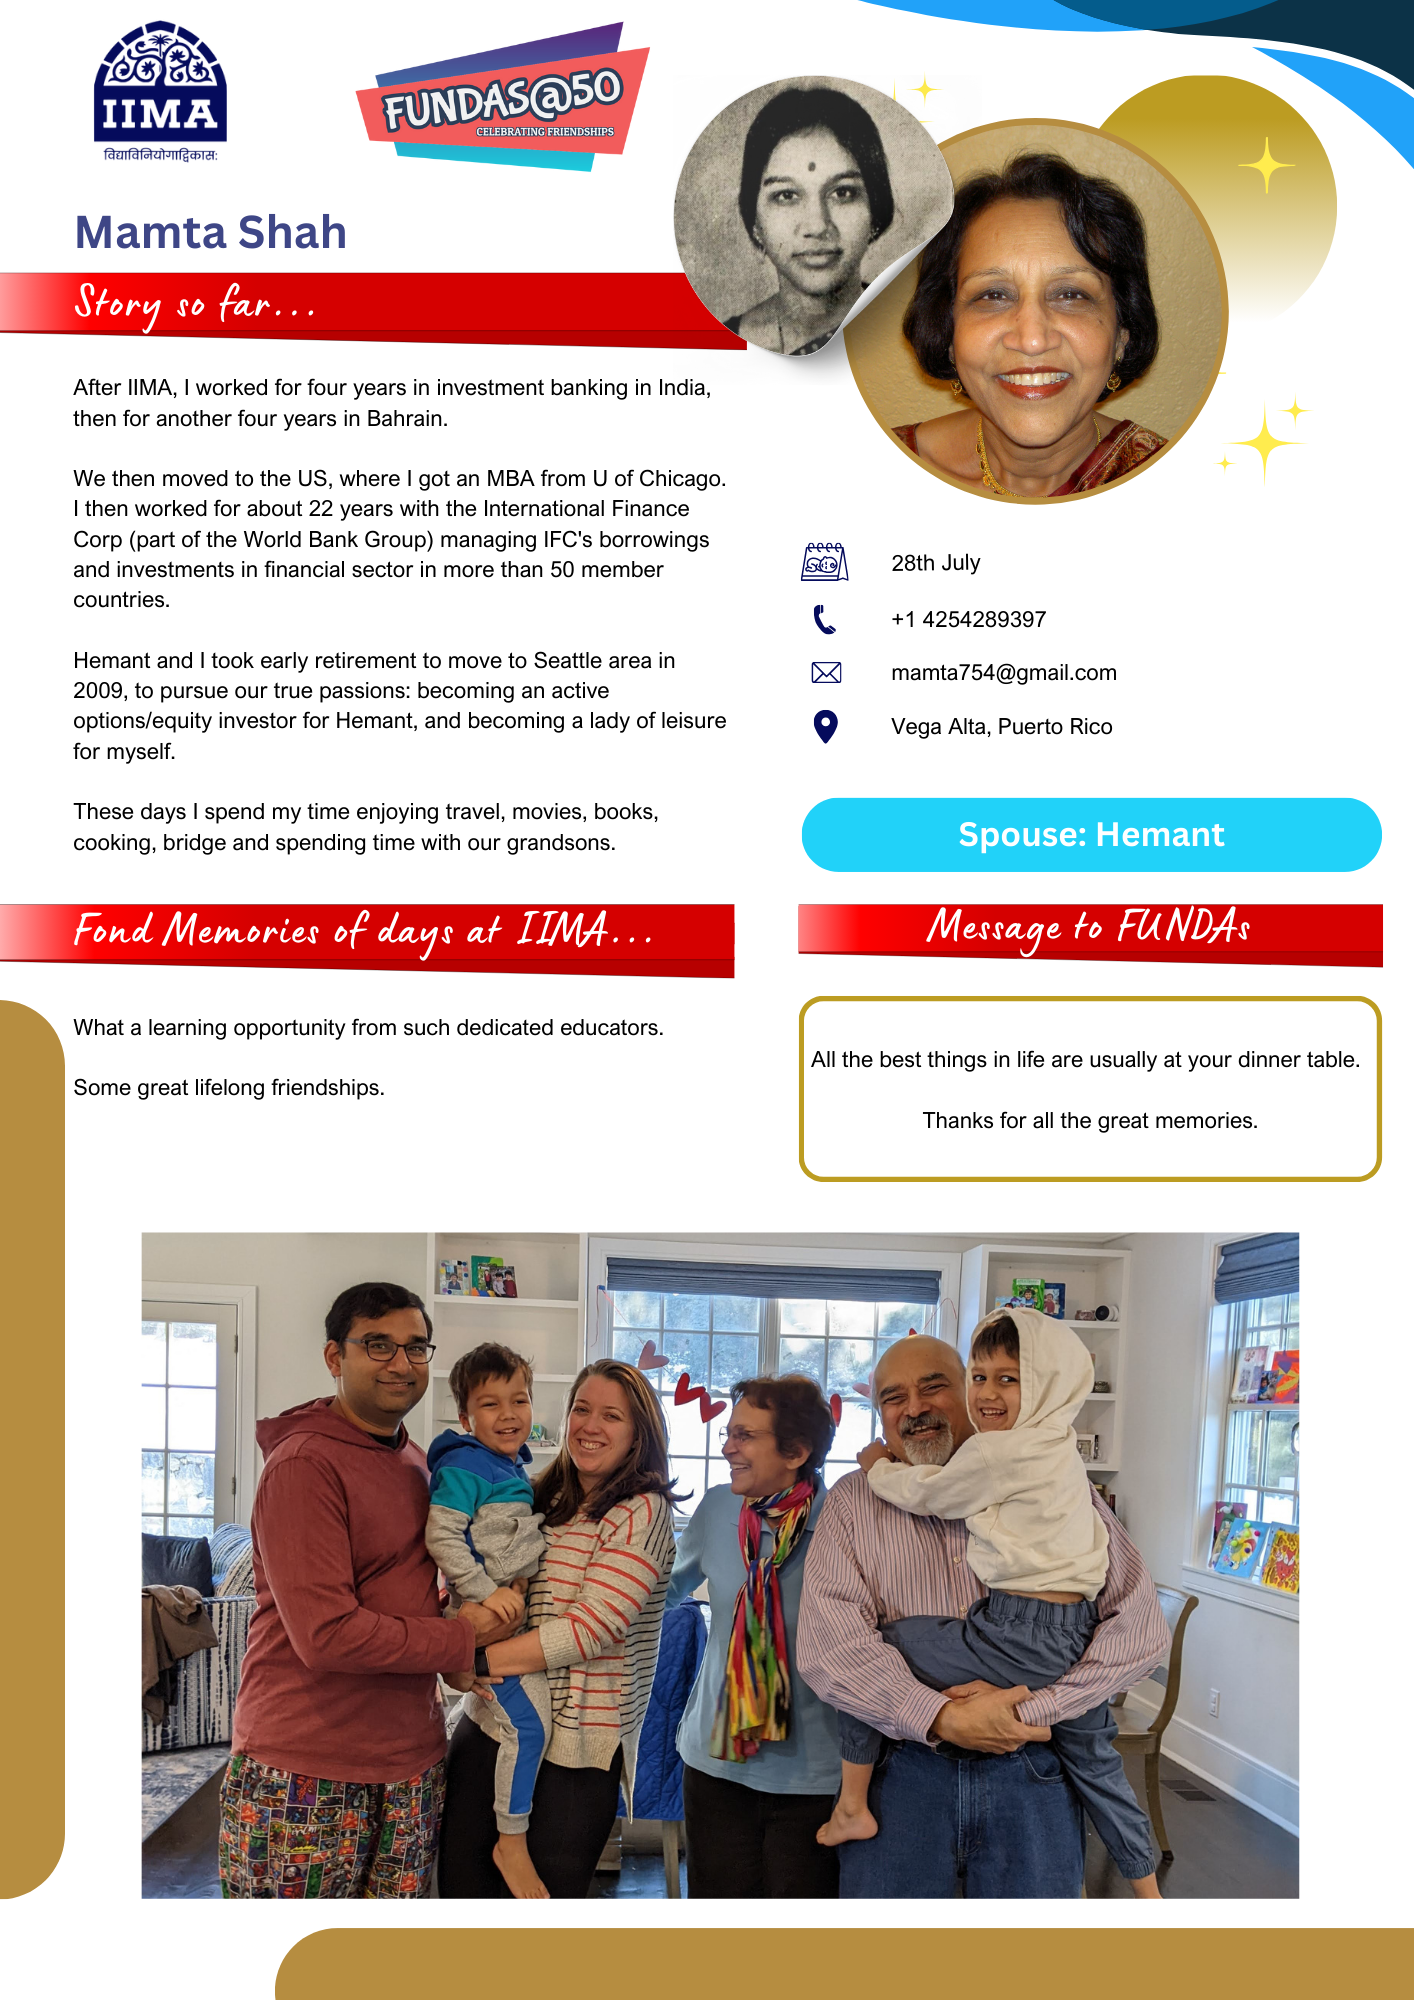 IIMA
विद्याविनियोगाद्विकास:
FUNDAS@50
CELEBRATING FRIENDSHIPS
Mamta Shah
Story so far...
After IIMA, I worked for four years in investment banking in India,
then for another four years in Bahrain.
We then moved to the US, where I got an MBA from U of Chicago.
I then worked for about 22 years with the International Finance
Corp (part of the World Bank Group) managing IFC's borrowings
and investments in financial sector in more than 50 member
countries.
Hemant and I took early retirement to move to Seattle area in
2009, to pursue our true passions: becoming an active
options/equity investor for Hemant, and becoming a lady of leisure
for myself.
These days I spend my time enjoying travel, movies, books,
cooking, bridge and spending time with our grandsons.
28th July
+1 4254289397
mamta754@gmail.com
Vega Alta, Puerto Rico
Spouse: Hemant
Fond Memories of days at IIMA...
What a learning opportunity from such dedicated educators.
Some great lifelong friendships.
Message to FUNDAs
All the best things in life are usually at your dinner table.
Thanks for all the great memories.